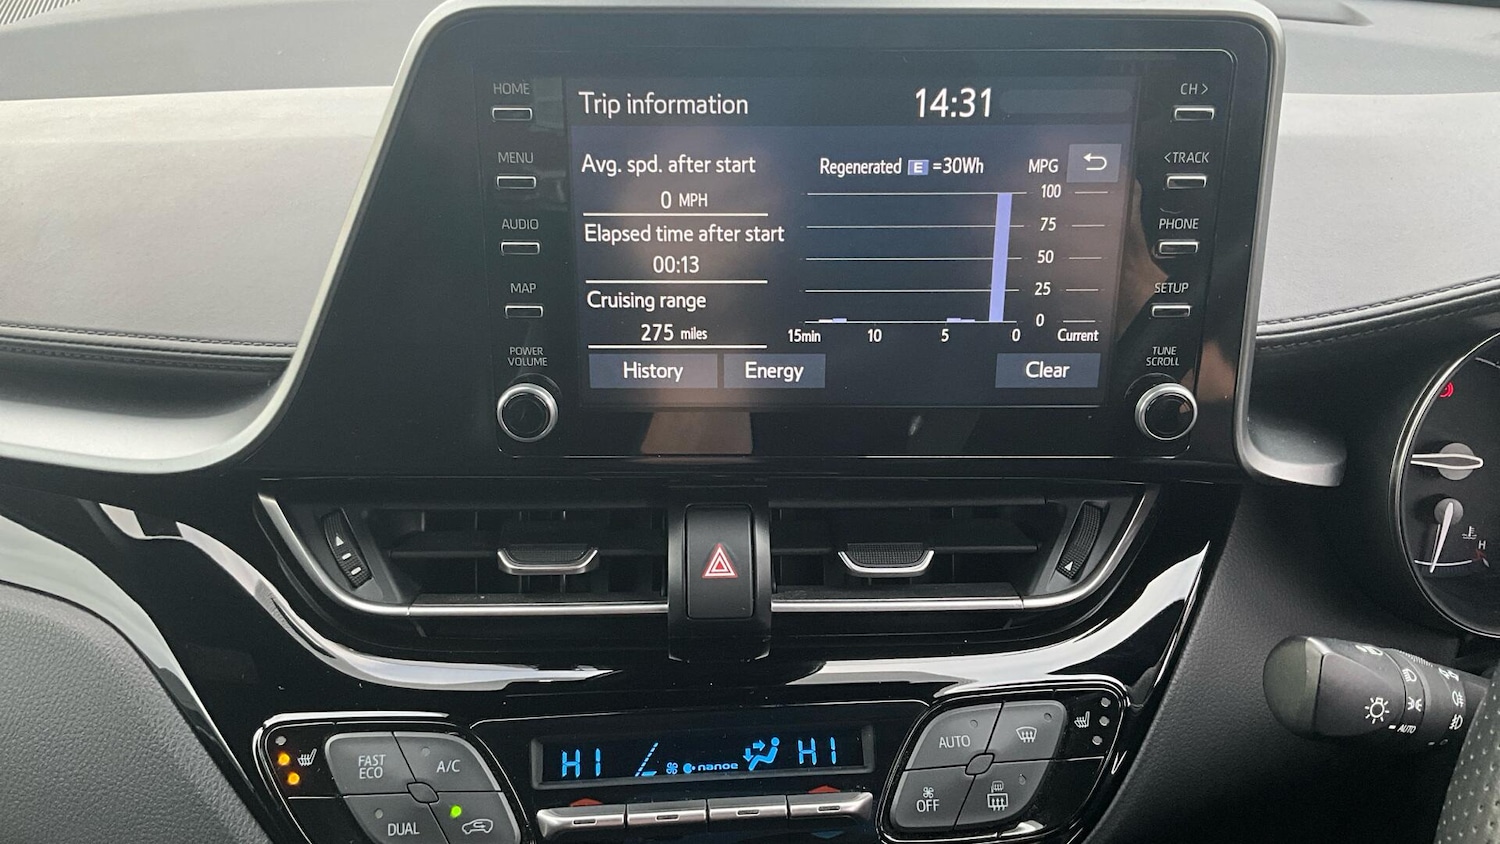 HOME
MENU
AUDIO
MAP
POWER
VOLUME
Trip information 14:31
Avg. spd. after start
0 MPH
Elapsed time after start
00:13
Cruising range
275 miles
Regenerated E =30Wh MPG
100
75
50
25
0
15min 10 5 0 Current
History Energy Clear
CH >
< TRACK
PHONE
SETUP
TUNE
SCROLL
H
HI nanoe HI
FAST
ECO
A/C
DUAL
AUTO
OFF
AUTO